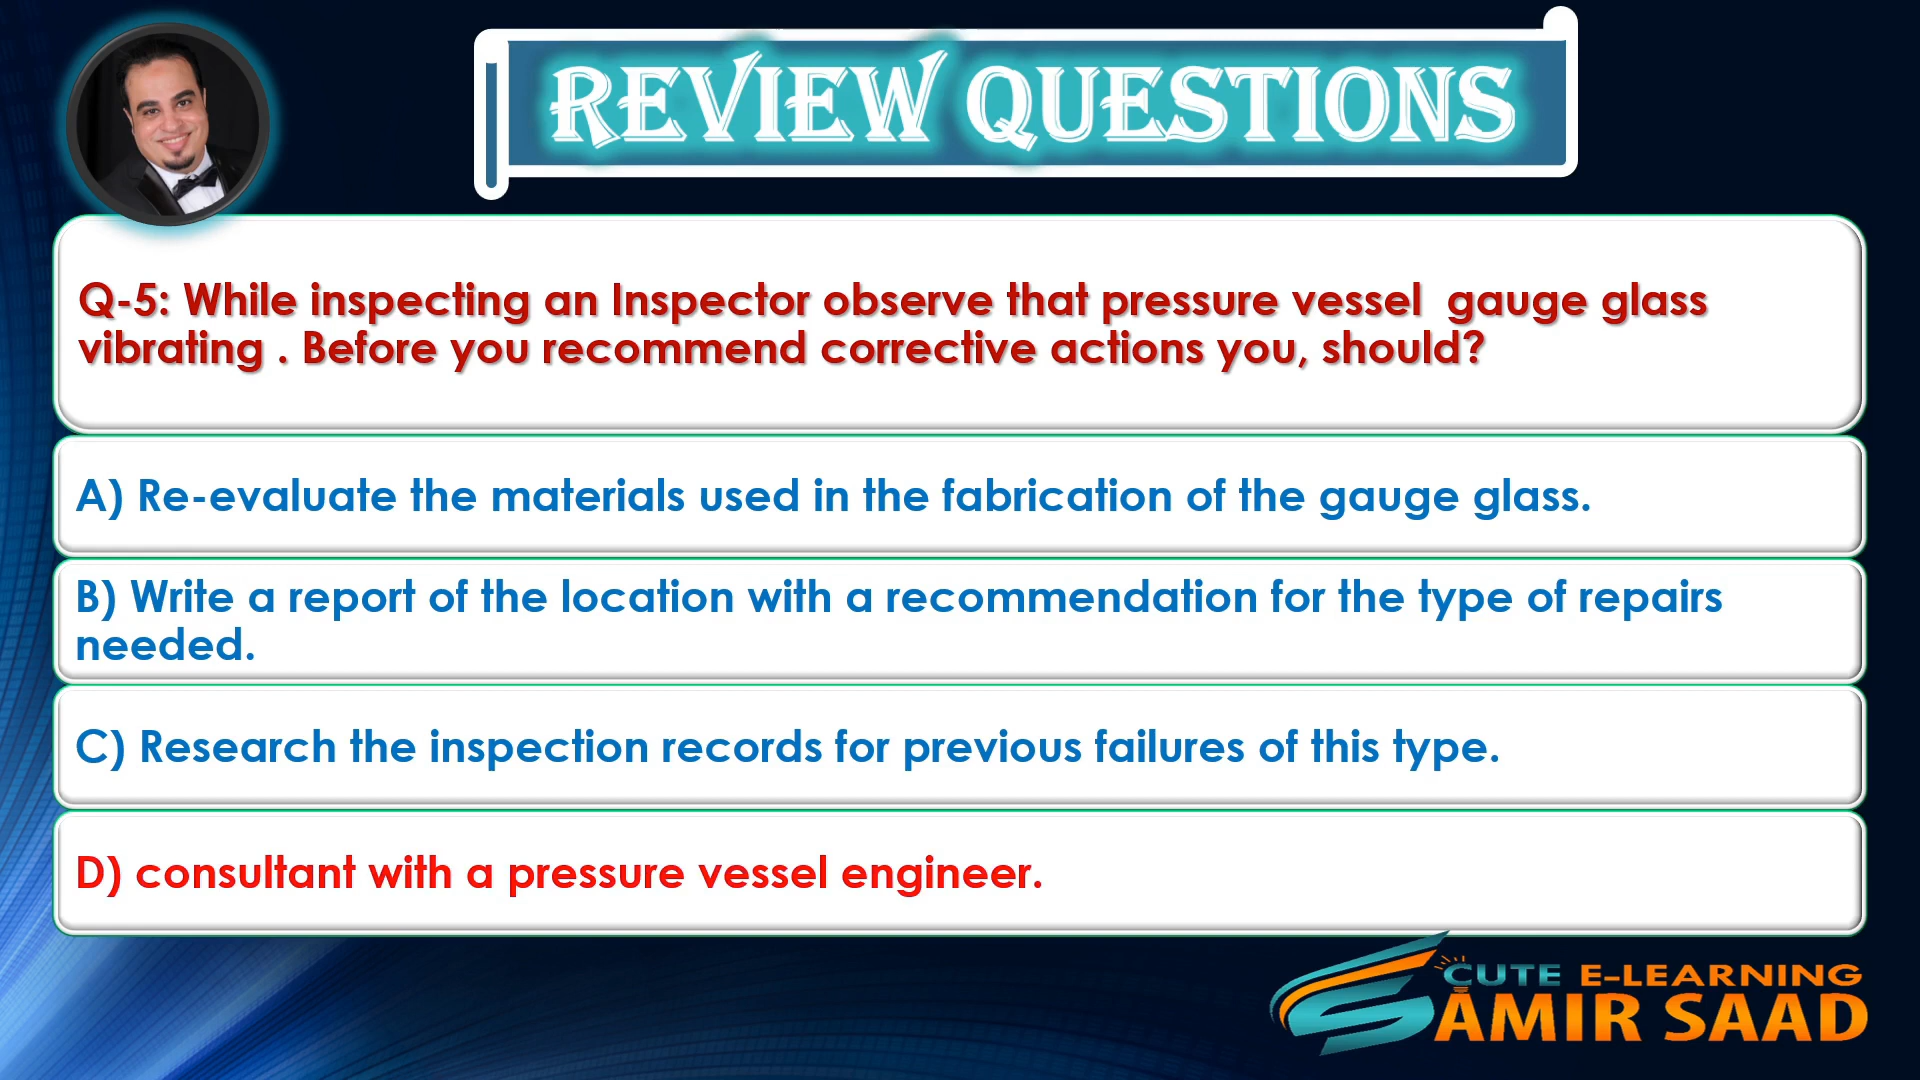 REVIEW QUESTIONS
Q-5: While inspecting an Inspector observe that pressure vessel  gauge glass
vibrating . Before you recommend corrective actions you, should?
A) Re-evaluate the materials used in the fabrication of the gauge glass.
B) Write a report of the location with a recommendation for the type of repairs
needed.
C) Research the inspection records for previous failures of this type.
D) consultant with a pressure vessel engineer.
CUTE E-LEARNING
AMIR SAAD